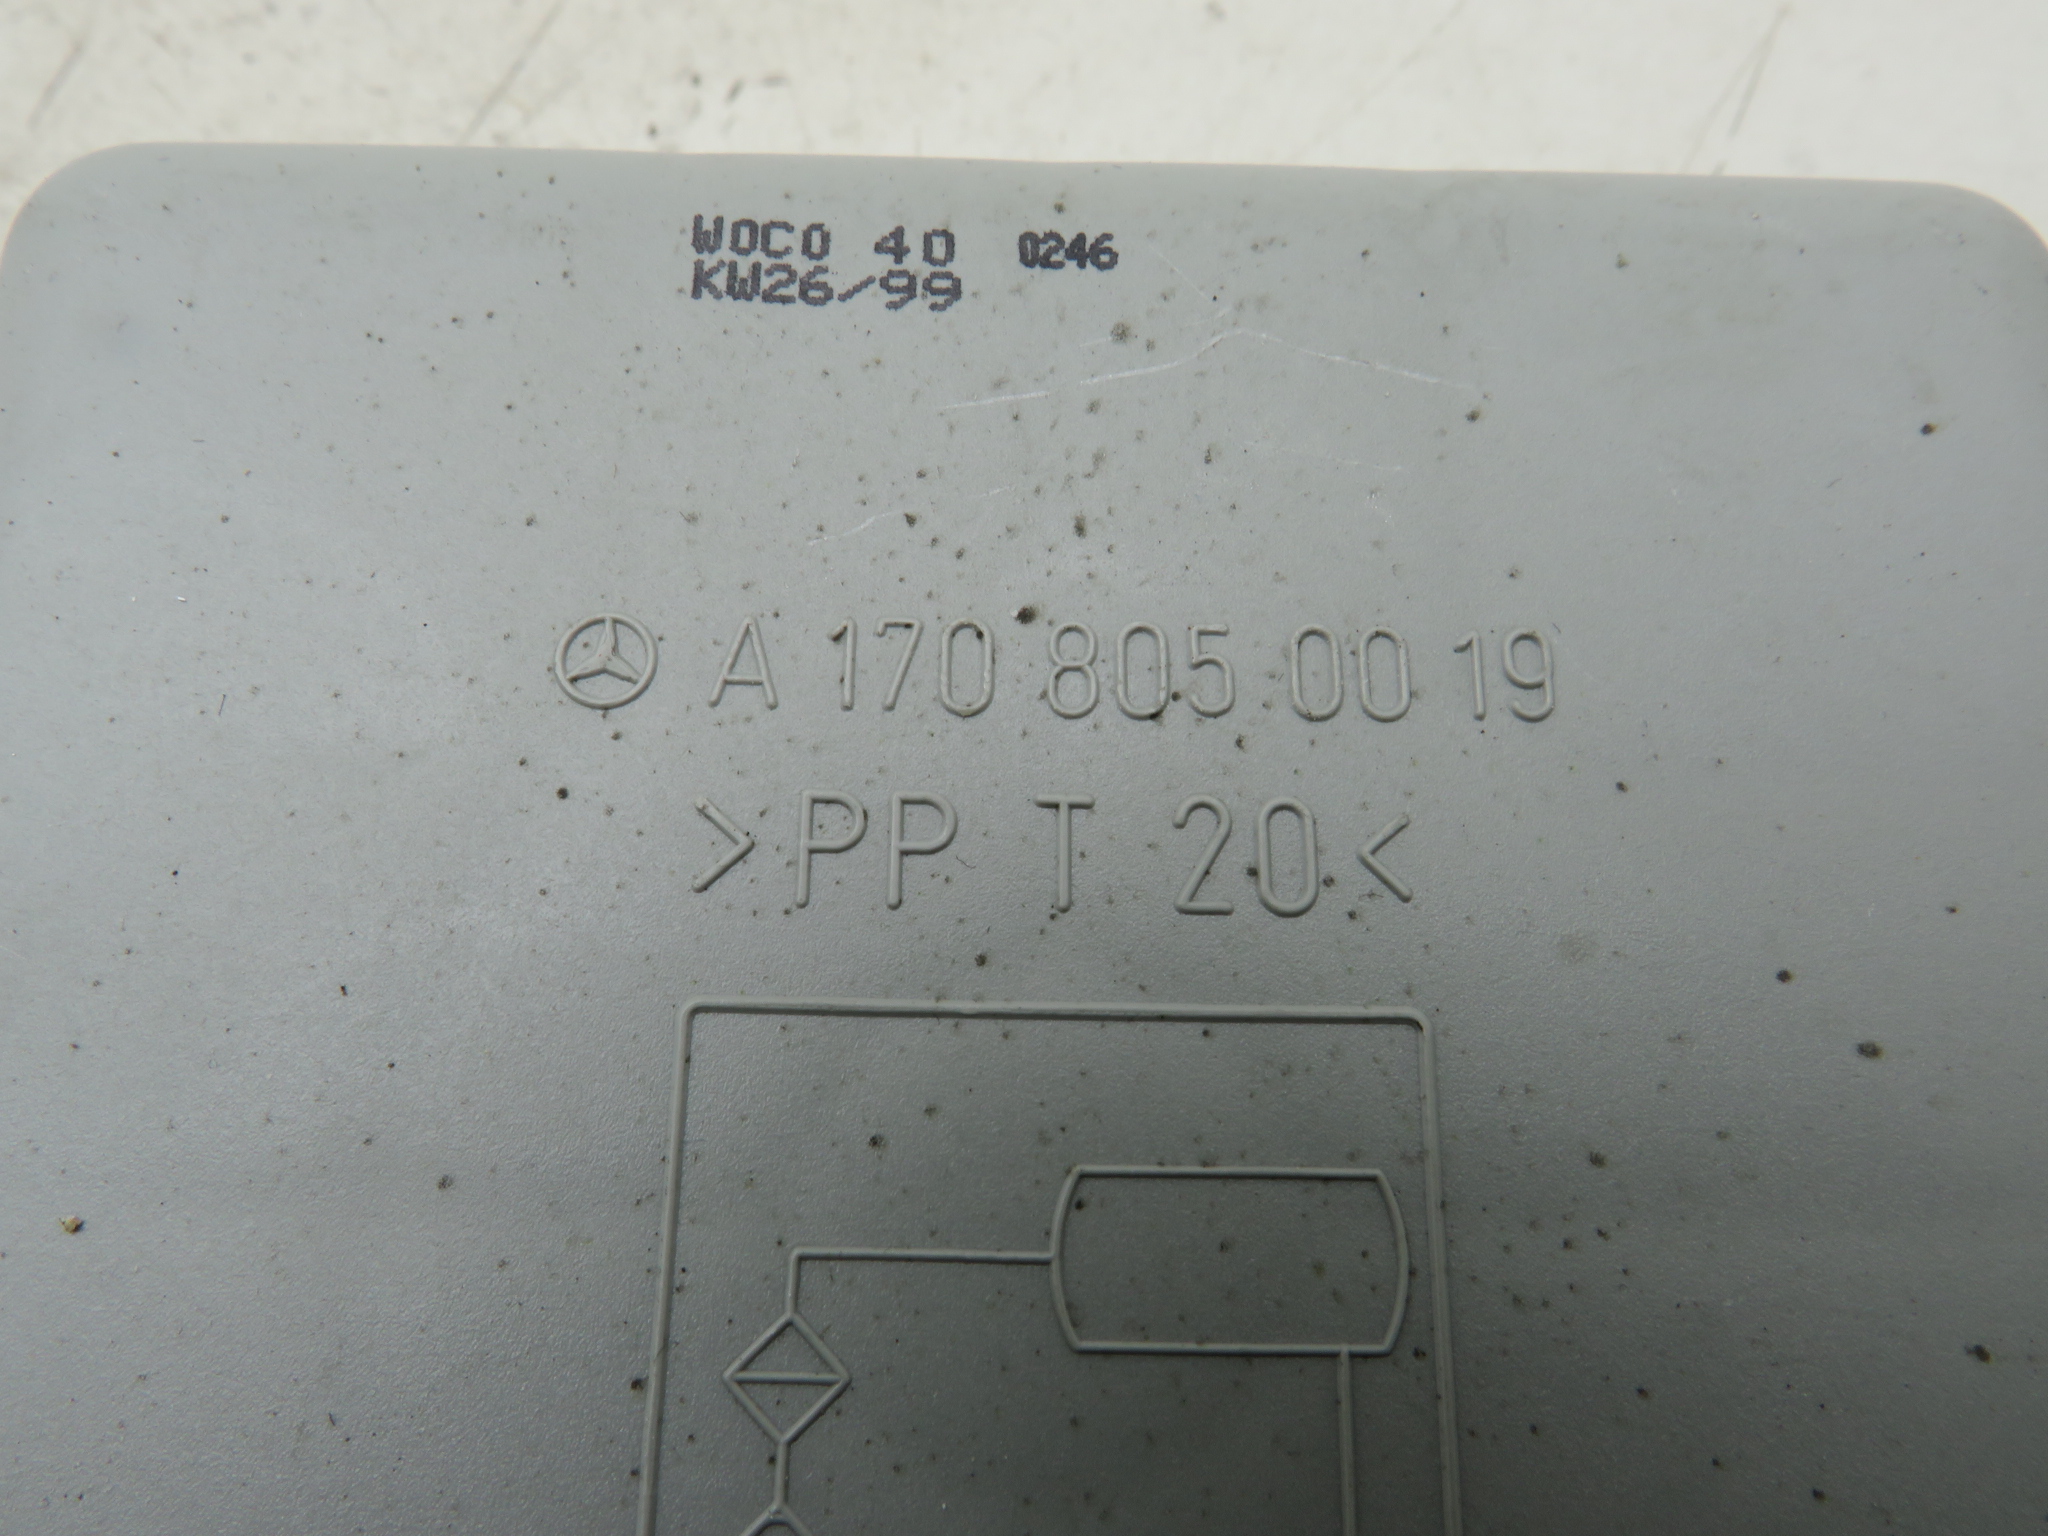 WOCO 40 0246
KW26/99
A 170 805 00 19
>PP T 20<